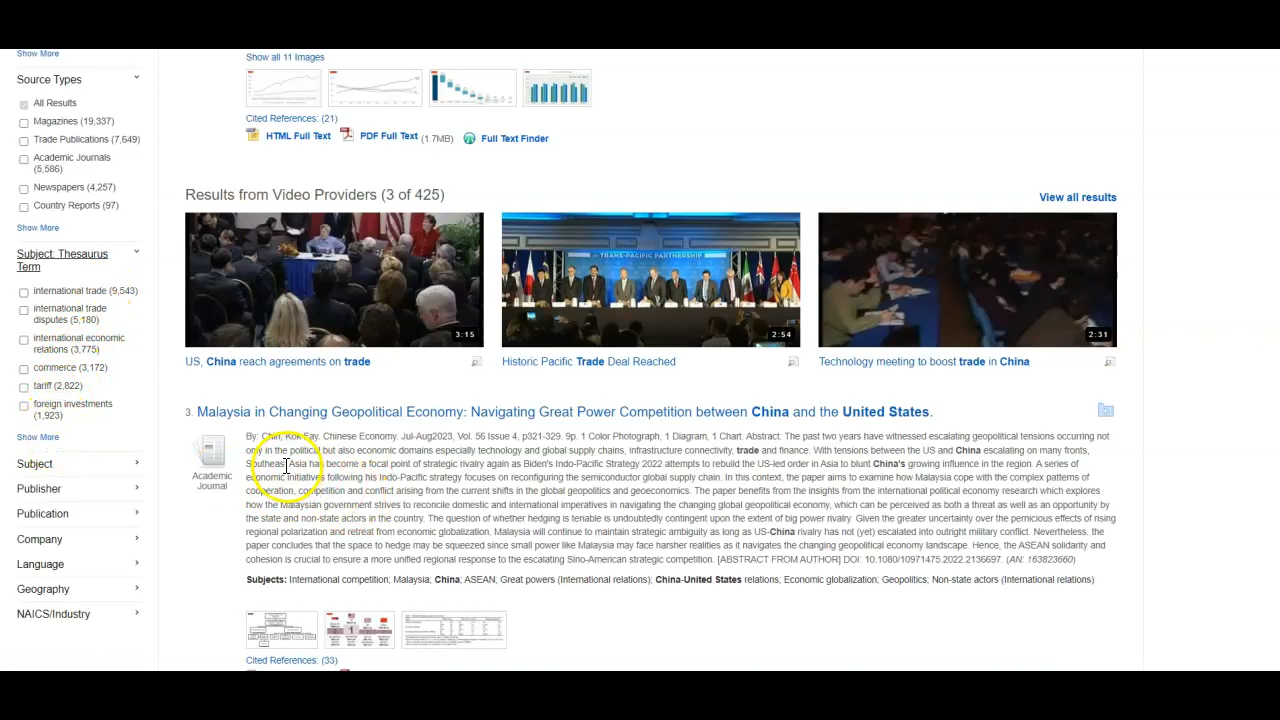 Show More
Source Types
All Results
Magazines (19,337)
Trade Publications (7,649)
Academic Journals
(5,586)
Newspapers (4,257)
Country Reports (97)
Show More
Subject: Thesaurus
Term
international trade (9,543)
international trade
disputes (5,180)
international economic
relations (3,775)
commerce (3,172)
tariff (2,822)
foreign investments
(1,923)
Show More
Subject
Publisher
Publication
Company
Language
Geography
NAICS/Industry
Show all 11 Images
Cited References: (21)
HTML Full Text PDF Full Text (1.7MB) Full Text Finder
Results from Video Providers (3 of 425)
View all results
TRANS-PACIFIC PARTNERSHIP
3:15
2:54
2:31
US, China reach agreements on trade
Historic Pacific Trade Deal Reached
Technology meeting to boost trade in China
3. Malaysia in Changing Geopolitical Economy: Navigating Great Power Competition between China and the United States.
Academic
Journal
By: Chin, Kok Fay. Chinese Economy. Jul-Aug2023, Vol. 56 Issue 4, p321-329. 9p. 1 Color Photograph, 1 Diagram, 1 Chart. Abstract: The past two years have witnessed escalating geopolitical tensions occurring not
only in the political but also economic domains especially technology and global supply chains, infrastructure connectivity, trade and finance. With tensions between the US and China escalating on many fronts,
Southeast Asia has become a focal point of strategic rivalry again as Biden's Indo-Pacific Strategy 2022 attempts to rebuild the US-led order in Asia to blunt China's growing influence in the region. A series of
economic initiatives following his Indo-Pacific strategy focuses on reconfiguring the semiconductor global supply chain. In this context, the paper aims to examine how Malaysia cope with the complex patterns of
cooperation, competition and conflict arising from the current shifts in the global geopolitics and geoeconomics. The paper benefits from the insights from the international political economy research which explores
how the Malaysian government strives to reconcile domestic and international imperatives in navigating the changing global geopolitical economy, which can be perceived as both a threat as well as an opportunity by
the state and non-state actors in the country. The question of whether hedging is tenable is undoubtedly contingent upon the extent of big power rivalry. Given the greater uncertainty over the pernicious effects of rising
regional polarization and retreat from economic globalization, Malaysia will continue to maintain strategic ambiguity as long as US-China rivalry has not (yet) escalated into outright military conflict. Nevertheless, the
paper concludes that the space to hedge may be squeezed since small power like Malaysia may face harsher realities as it navigates the changing geopolitical economy landscape. Hence, the ASEAN solidarity and
cohesion is crucial to ensure a more unified regional response to the escalating Sino-American strategic competition. [ABSTRACT FROM AUTHOR] DOI: 10.1080/10971475.2022.2136697. (AN: 163823660)
Subjects: International competition; Malaysia; China; ASEAN; Great powers (International relations); China-United States relations; Economic globalization; Geopolitics; Non-state actors (International relations)
Cited References: (33)